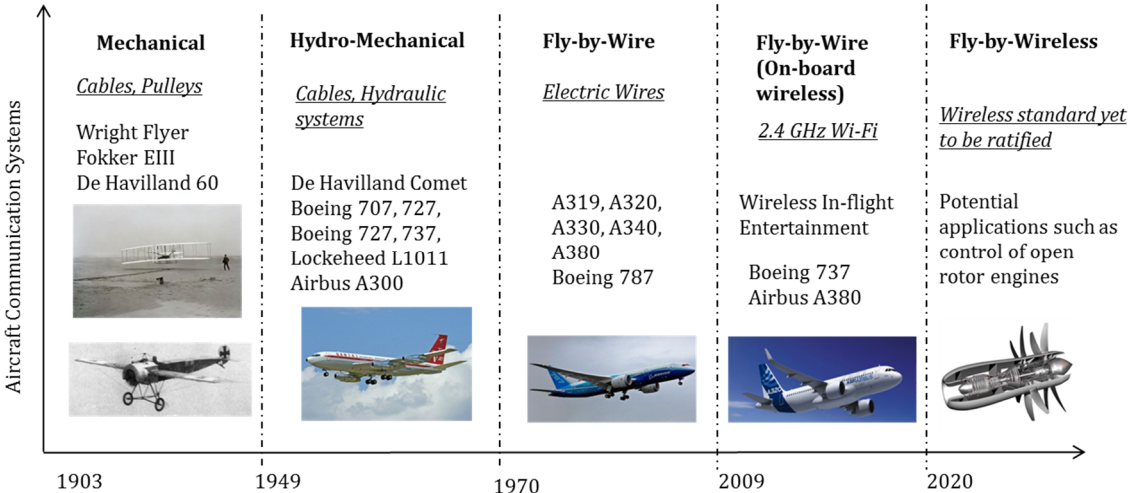 Aircraft Communication Systems
Mechanical
Cables, Pulleys
Wright Flyer
Fokker EIII
De Havilland 60
Hydro-Mechanical
Cables, Hydraulic
systems
De Havilland Comet
Boeing 707, 727,
Boeing 727, 737,
Lockeheed L1011
Airbus A300
Fly-by-Wire
Electric Wires
A319, A320,
A330, A340,
A380
Boeing 787
Fly-by-Wire
(On-board
wireless)
2.4 GHz Wi-Fi
Wireless In-flight
Entertainment
Boeing 737
Airbus A380
A320
Fly-by-Wireless
Wireless standard yet
to be ratified
Potential
applications such as
control of open
rotor engines
1903
1949
1970
2009
2020